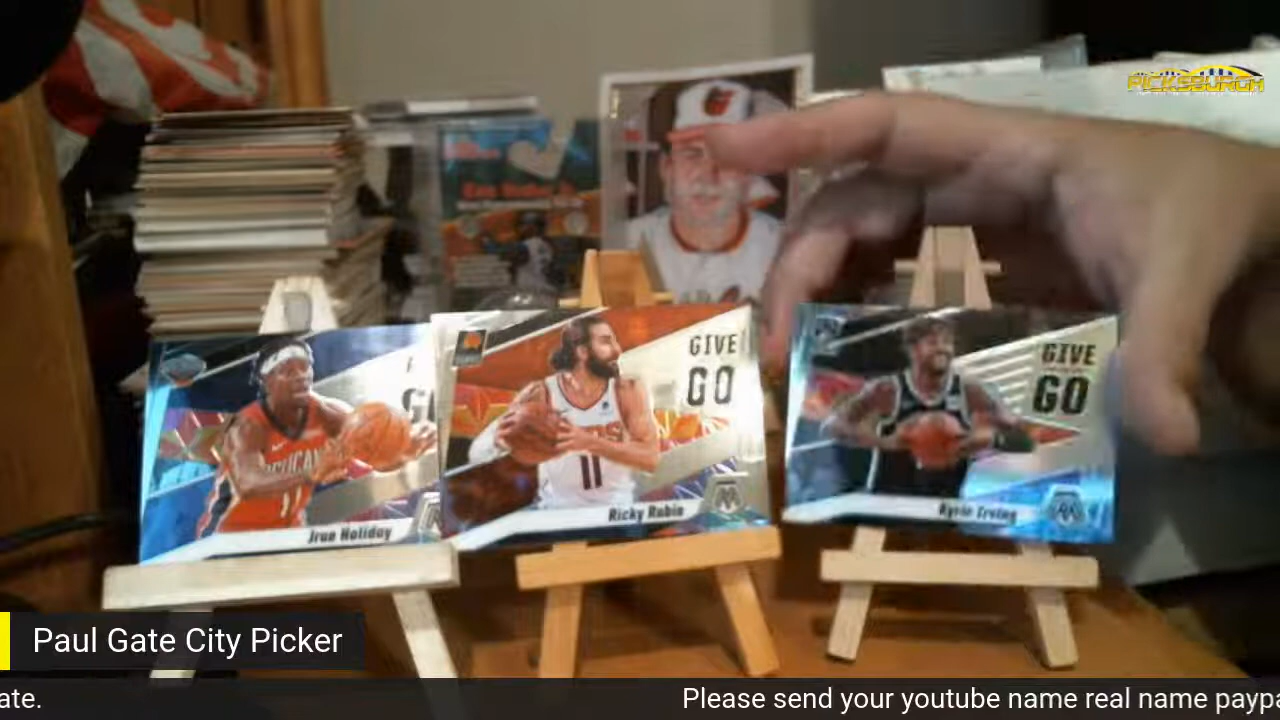 PICKSBURGH
GIVE
GO
GIVE
GO
11
Ricky Rubio
Jrue Holiday
Kyrie Irving
Paul Gate City Picker
ate.
Please send your youtube name real name paypa